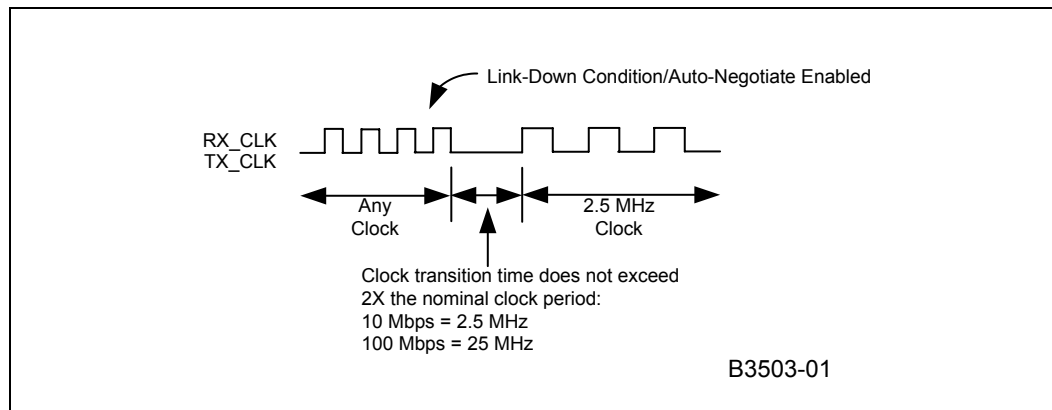 Link-Down Condition/Auto-Negotiate Enabled
RX_CLK
TX_CLK
Any
Clock
2.5 MHz
Clock
Clock transition time does not exceed
2X the nominal clock period:
10 Mbps = 2.5 MHz
100 Mbps = 25 MHz
B3503-01